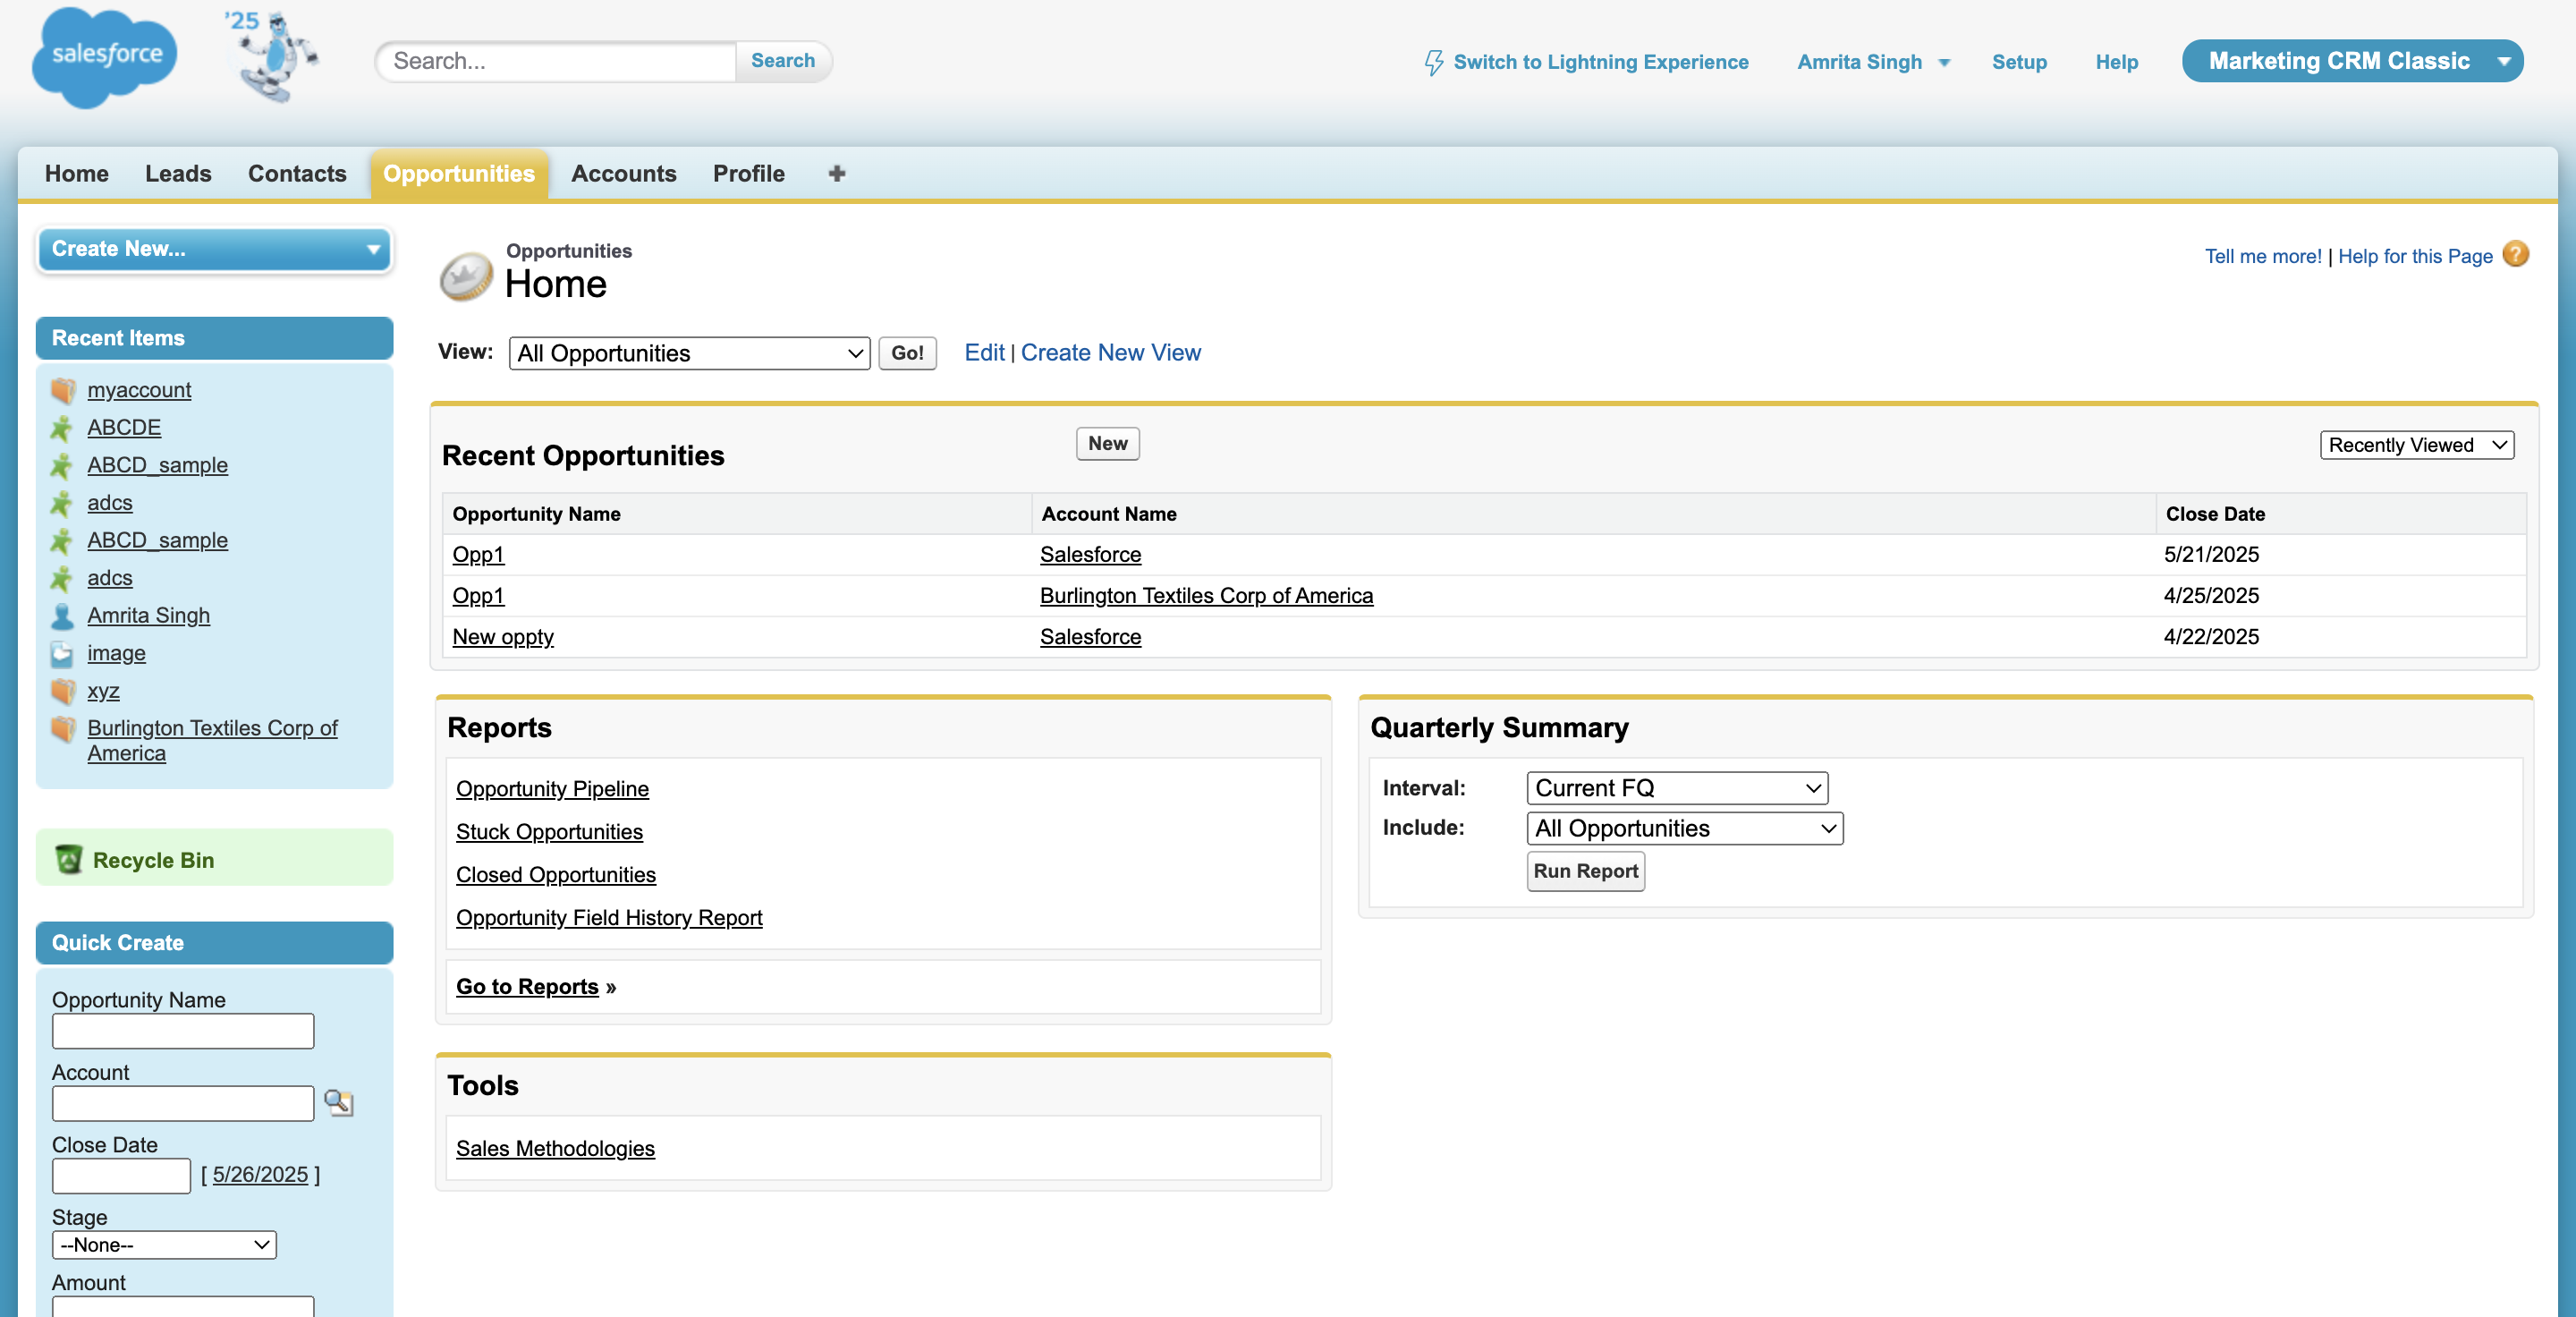 salesforce
'25
Search...
Search
Switch to Lightning Experience
Amrita Singh
Setup
Help
Marketing CRM Classic
Home
Leads
Contacts
Opportunities
Accounts
Profile
Create New...
Recent Items
myaccount
ABCDE
ABCD_sample
adcs
ABCD_sample
adcs
Amrita Singh
image
xyz
Burlington Textiles Corp of
America
Recycle Bin
Quick Create
Opportunity Name
Account
Close Date
[ 5/26/2025 ]
Stage
--None--
Amount
Opportunities
Home
Tell me more! | Help for this Page
View: All Opportunities Go! Edit | Create New View
Recent Opportunities
New
Recently Viewed
Opportunity Name Account Name Close Date
Opp1 Salesforce 5/21/2025
Opp1 Burlington Textiles Corp of America 4/25/2025
New oppty Salesforce 4/22/2025
Reports
Opportunity Pipeline
Stuck Opportunities
Closed Opportunities
Opportunity Field History Report
Go to Reports »
Quarterly Summary
Interval: Current FQ
Include: All Opportunities
Run Report
Tools
Sales Methodologies